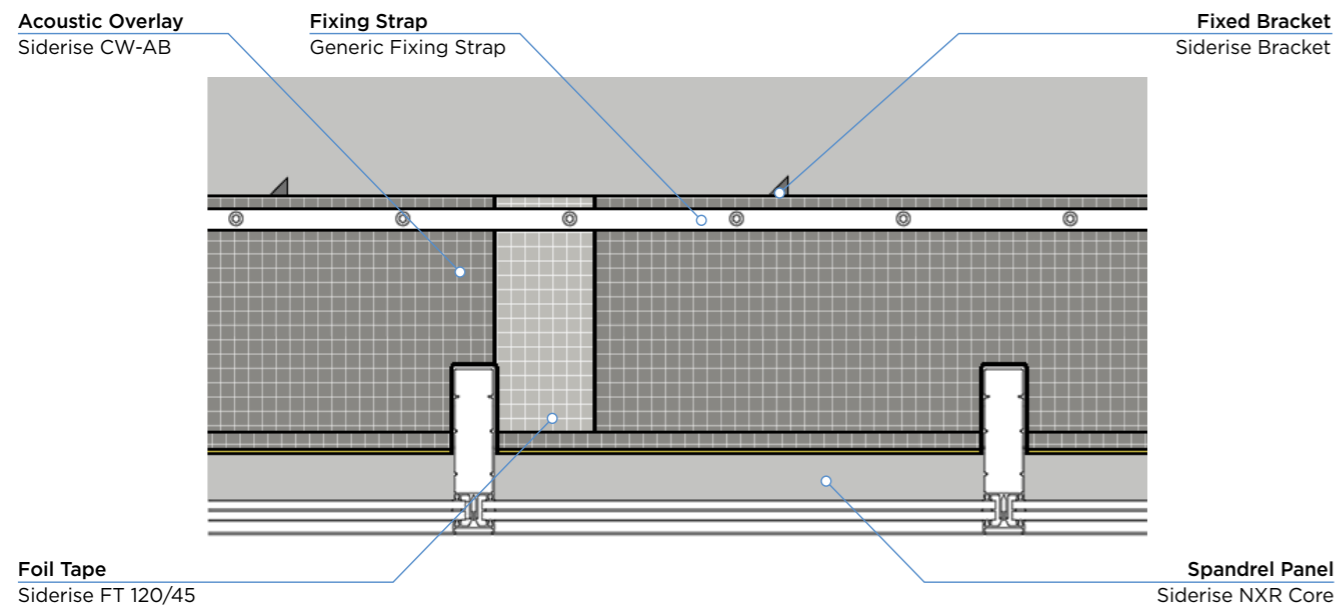 Acoustic Overlay
Siderise CW-AB
Fixing Strap
Generic Fixing Strap
Fixed Bracket
Siderise Bracket
Foil Tape
Siderise FT 120/45
Spandrel Panel
Siderise NXR Core